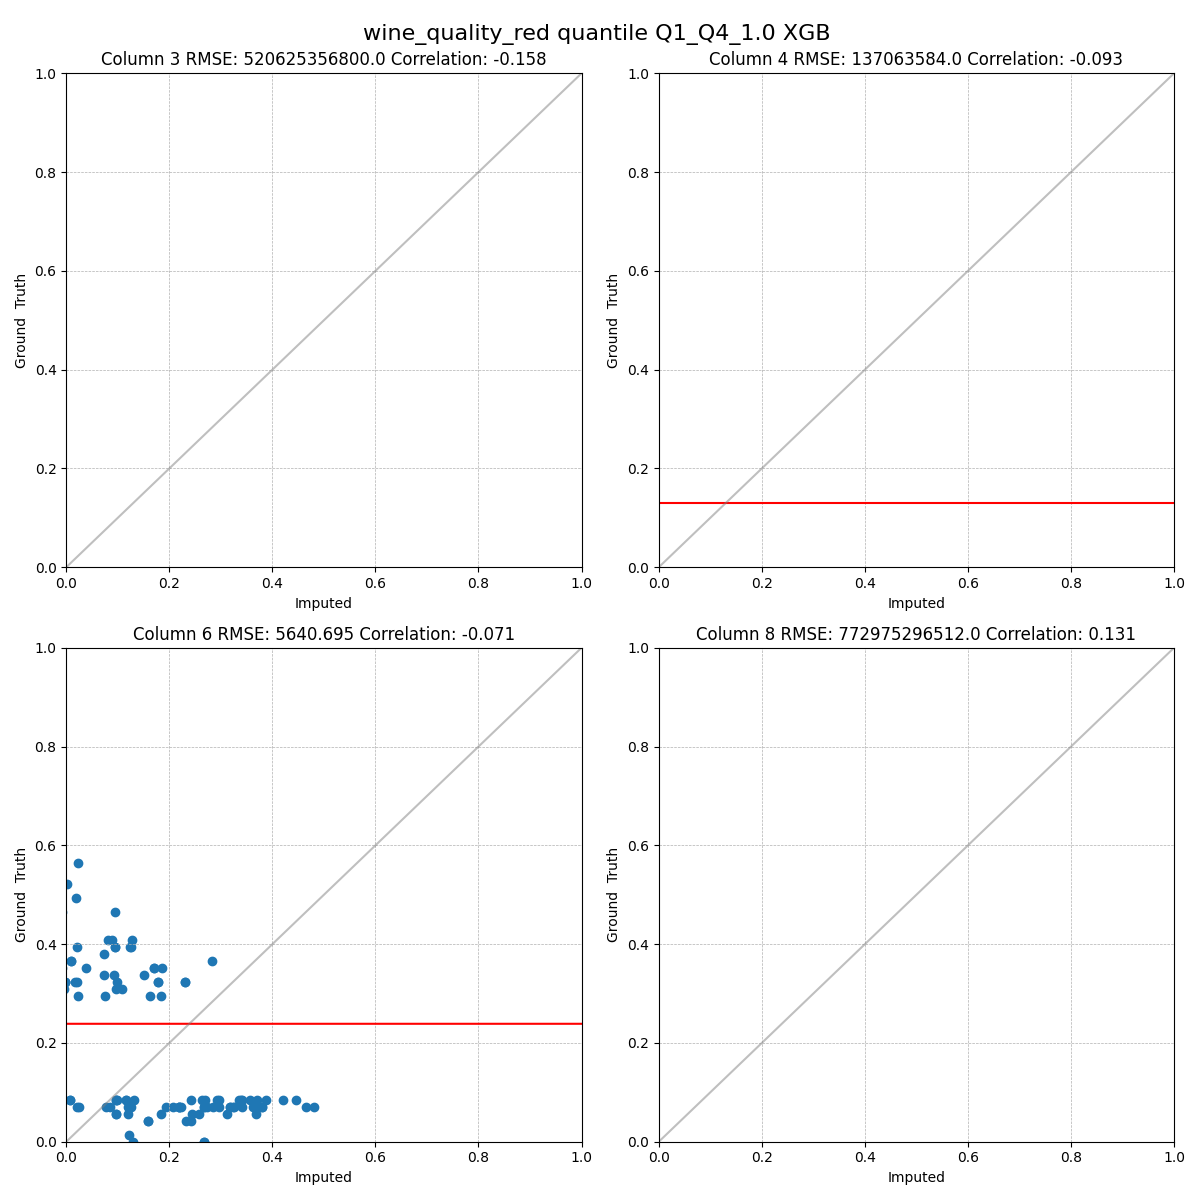 wine_quality_red quantile Q1_Q4_1.0 XGB
Column 3 RMSE: 520625356800.0 Correlation: -0.158
1.0
0.8
0.6
0.4
0.2
0.0
Ground Truth
0.0 0.2 0.4 0.6 0.8 1.0
Imputed
Column 4 RMSE: 137063584.0 Correlation: -0.093
1.0
0.8
0.6
0.4
0.2
0.0
Ground Truth
0.0 0.2 0.4 0.6 0.8 1.0
Imputed
Column 6 RMSE: 5640.695 Correlation: -0.071
1.0
0.8
0.6
0.4
0.2
0.0
Ground Truth
0.0 0.2 0.4 0.6 0.8 1.0
Imputed
Column 8 RMSE: 772975296512.0 Correlation: 0.131
1.0
0.8
0.6
0.4
0.2
0.0
Ground Truth
0.0 0.2 0.4 0.6 0.8 1.0
Imputed